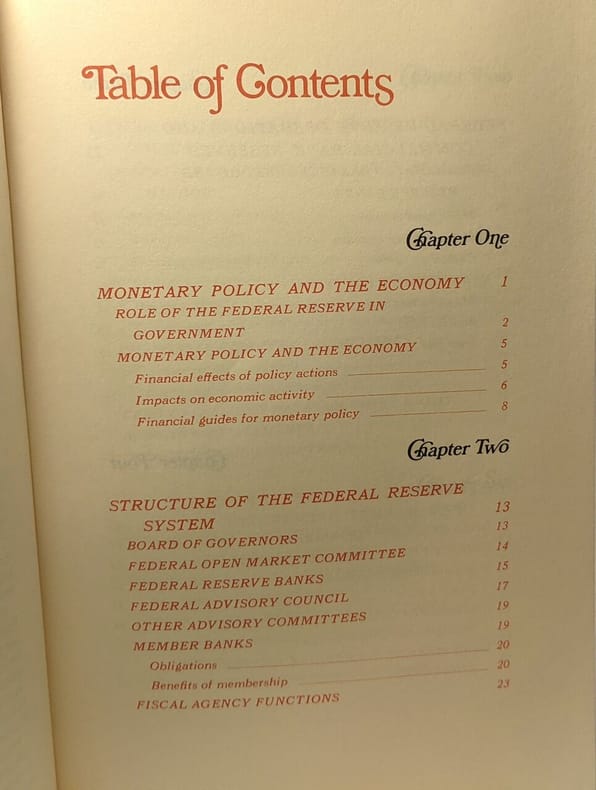 Table of Contents
Chapter One
MONETARY POLICY AND THE ECONOMY 1
ROLE OF THE FEDERAL RESERVE IN
GOVERNMENT 2
MONETARY POLICY AND THE ECONOMY 5
Financial effects of policy actions 5
Impacts on economic activity 6
Financial guides for monetary policy 8
Chapter Two
STRUCTURE OF THE FEDERAL RESERVE
SYSTEM 13
BOARD OF GOVERNORS 13
FEDERAL OPEN MARKET COMMITTEE 14
FEDERAL RESERVE BANKS 15
FEDERAL ADVISORY COUNCIL 17
OTHER ADVISORY COMMITTEES 19
MEMBER BANKS 19
Obligations 20
Benefits of membership 20
FISCAL AGENCY FUNCTIONS 23